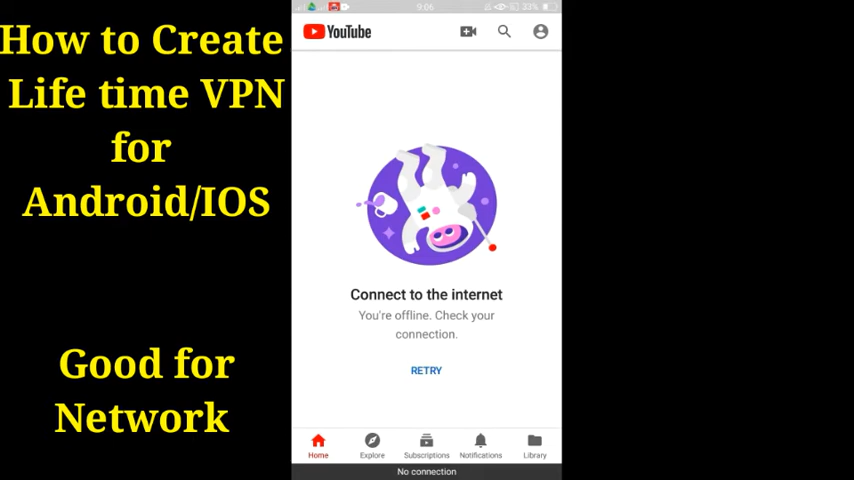 How to Create
Life time VPN
for
Android/IOS
Good for
Network
9:06
33%
YouTube
Connect to the internet
You're offline. Check your
connection.
RETRY
Home
Explore
Subscriptions
Notifications
Library
No connection